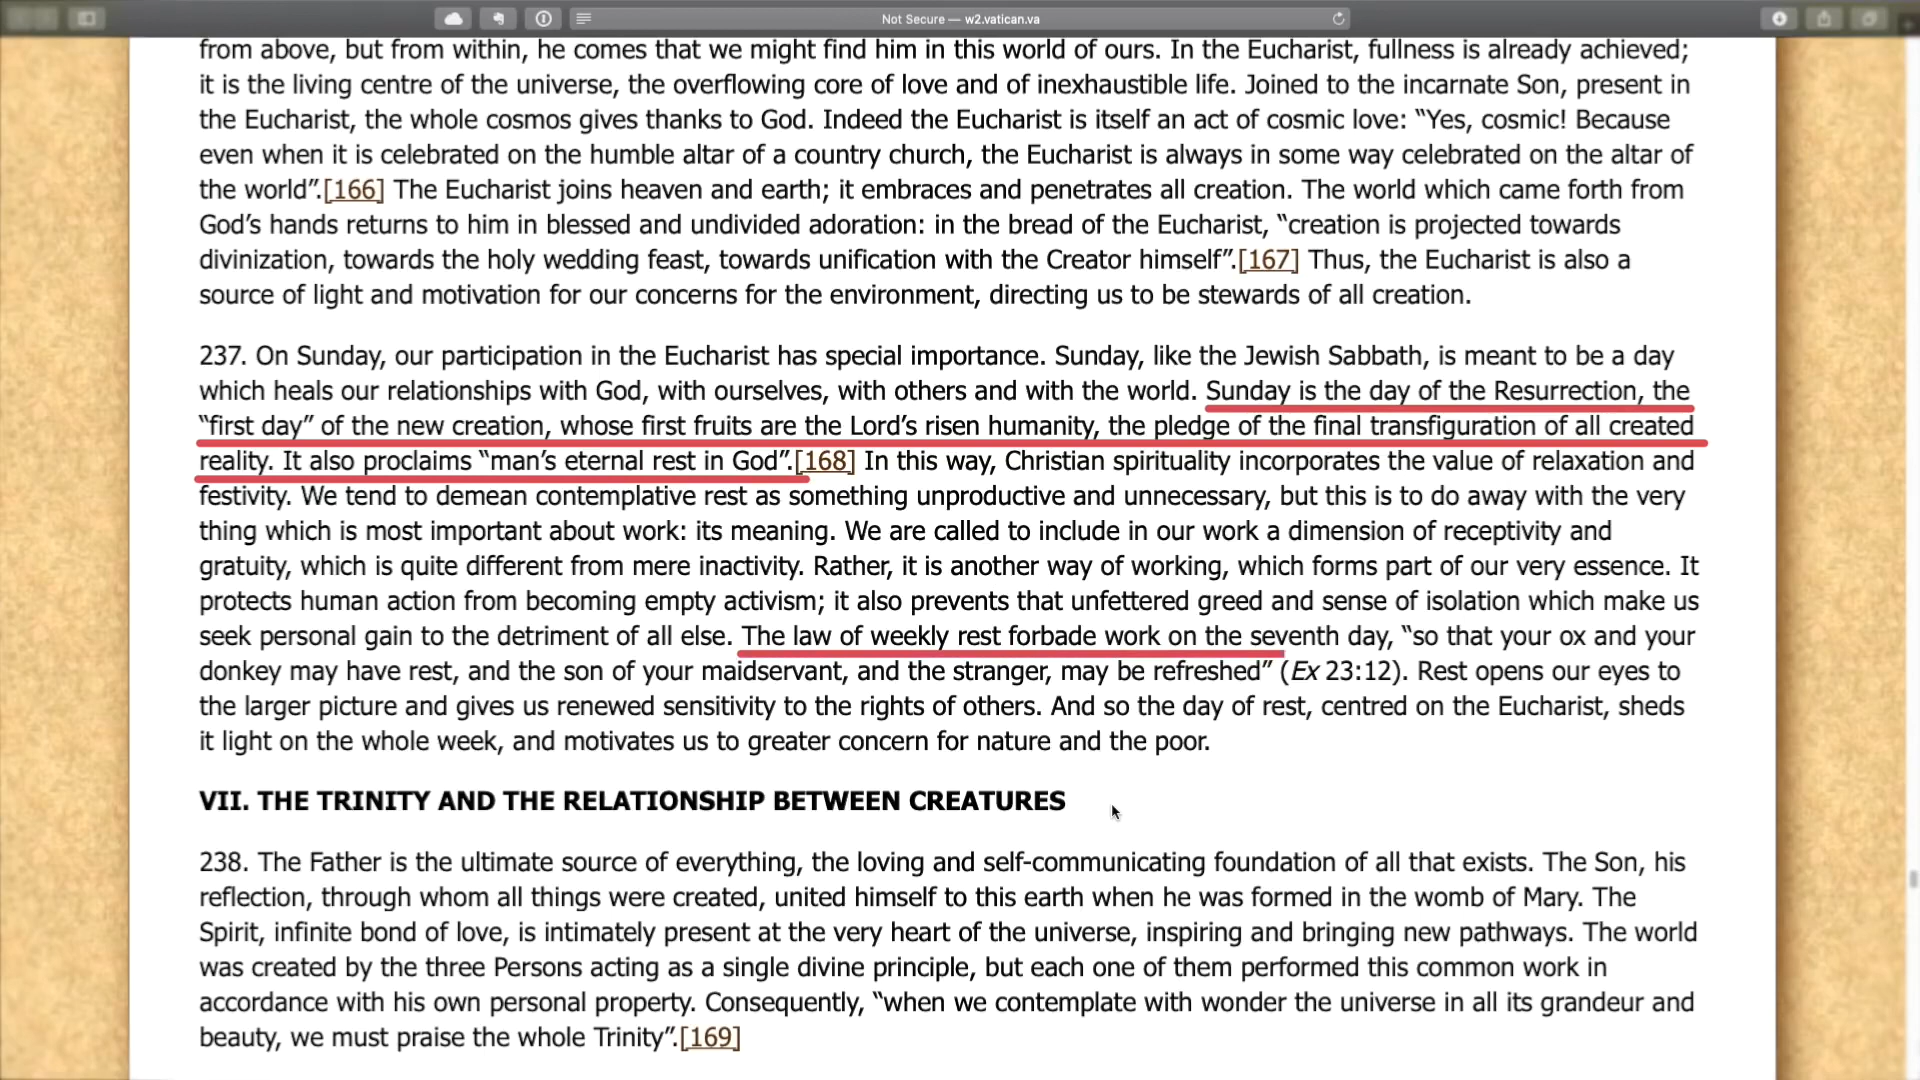 Not Secure — w2.vatican.va
from above, but from within, he comes that we might find him in this world of ours. In the Eucharist, fullness is already achieved;
it is the living centre of the universe, the overflowing core of love and of inexhaustible life. Joined to the incarnate Son, present in
the Eucharist, the whole cosmos gives thanks to God. Indeed the Eucharist is itself an act of cosmic love: “Yes, cosmic! Because
even when it is celebrated on the humble altar of a country church, the Eucharist is always in some way celebrated on the altar of
the world”.[166] The Eucharist joins heaven and earth; it embraces and penetrates all creation. The world which came forth from
God’s hands returns to him in blessed and undivided adoration: in the bread of the Eucharist, “creation is projected towards
divinization, towards the holy wedding feast, towards unification with the Creator himself”.[167] Thus, the Eucharist is also a
source of light and motivation for our concerns for the environment, directing us to be stewards of all creation.
237. On Sunday, our participation in the Eucharist has special importance. Sunday, like the Jewish Sabbath, is meant to be a day
which heals our relationships with God, with ourselves, with others and with the world. Sunday is the day of the Resurrection, the
“first day” of the new creation, whose first fruits are the Lord’s risen humanity, the pledge of the final transfiguration of all created
reality. It also proclaims “man’s eternal rest in God”.[168] In this way, Christian spirituality incorporates the value of relaxation and
festivity. We tend to demean contemplative rest as something unproductive and unnecessary, but this is to do away with the very
thing which is most important about work: its meaning. We are called to include in our work a dimension of receptivity and
gratuity, which is quite different from mere inactivity. Rather, it is another way of working, which forms part of our very essence. It
protects human action from becoming empty activism; it also prevents that unfettered greed and sense of isolation which make us
seek personal gain to the detriment of all else. The law of weekly rest forbade work on the seventh day, “so that your ox and your
donkey may have rest, and the son of your maidservant, and the stranger, may be refreshed” (Ex 23:12). Rest opens our eyes to
the larger picture and gives us renewed sensitivity to the rights of others. And so the day of rest, centred on the Eucharist, sheds
it light on the whole week, and motivates us to greater concern for nature and the poor.
VII. THE TRINITY AND THE RELATIONSHIP BETWEEN CREATURES
238. The Father is the ultimate source of everything, the loving and self-communicating foundation of all that exists. The Son, his
reflection, through whom all things were created, united himself to this earth when he was formed in the womb of Mary. The
Spirit, infinite bond of love, is intimately present at the very heart of the universe, inspiring and bringing new pathways. The world
was created by the three Persons acting as a single divine principle, but each one of them performed this common work in
accordance with his own personal property. Consequently, “when we contemplate with wonder the universe in all its grandeur and
beauty, we must praise the whole Trinity”.[169]